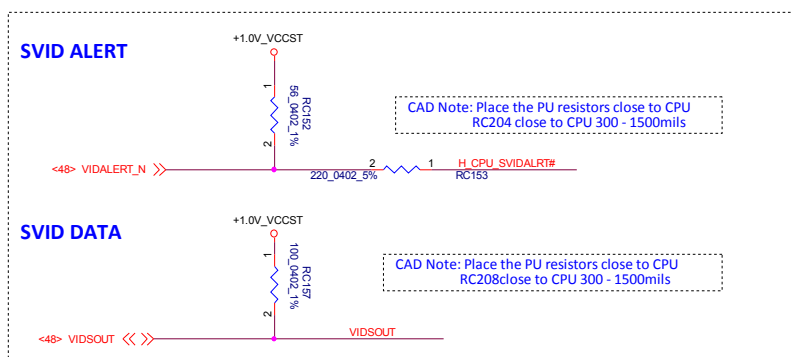 SVID ALERT
+1.0V_VCCST
1
RC152
56_0402_1%
2
CAD Note: Place the PU resistors close to CPU
RC204 close to CPU 300 - 1500mils
<48> VIDALERT_N
2
1
H_CPU_SVIDALRT#
220_0402_5%
RC153
SVID DATA
+1.0V_VCCST
1
RC157
100_0402_1%
2
CAD Note: Place the PU resistors close to CPU
RC208close to CPU 300 - 1500mils
<48> VIDSOUT
VIDSOUT